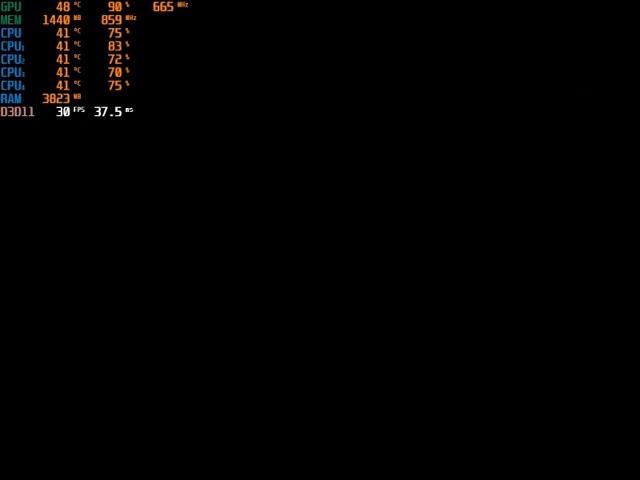 GPU 48 °C 90 % 665 MHz
MEM 1440 MB 859 MHz
CPU 41 °C 75 %
CPU1 41 °C 83 %
CPU2 41 °C 72 %
CPU3 41 °C 70 %
CPU4 41 °C 75 %
RAM 3823 MB
D3D11 30 FPS 37.5 ms